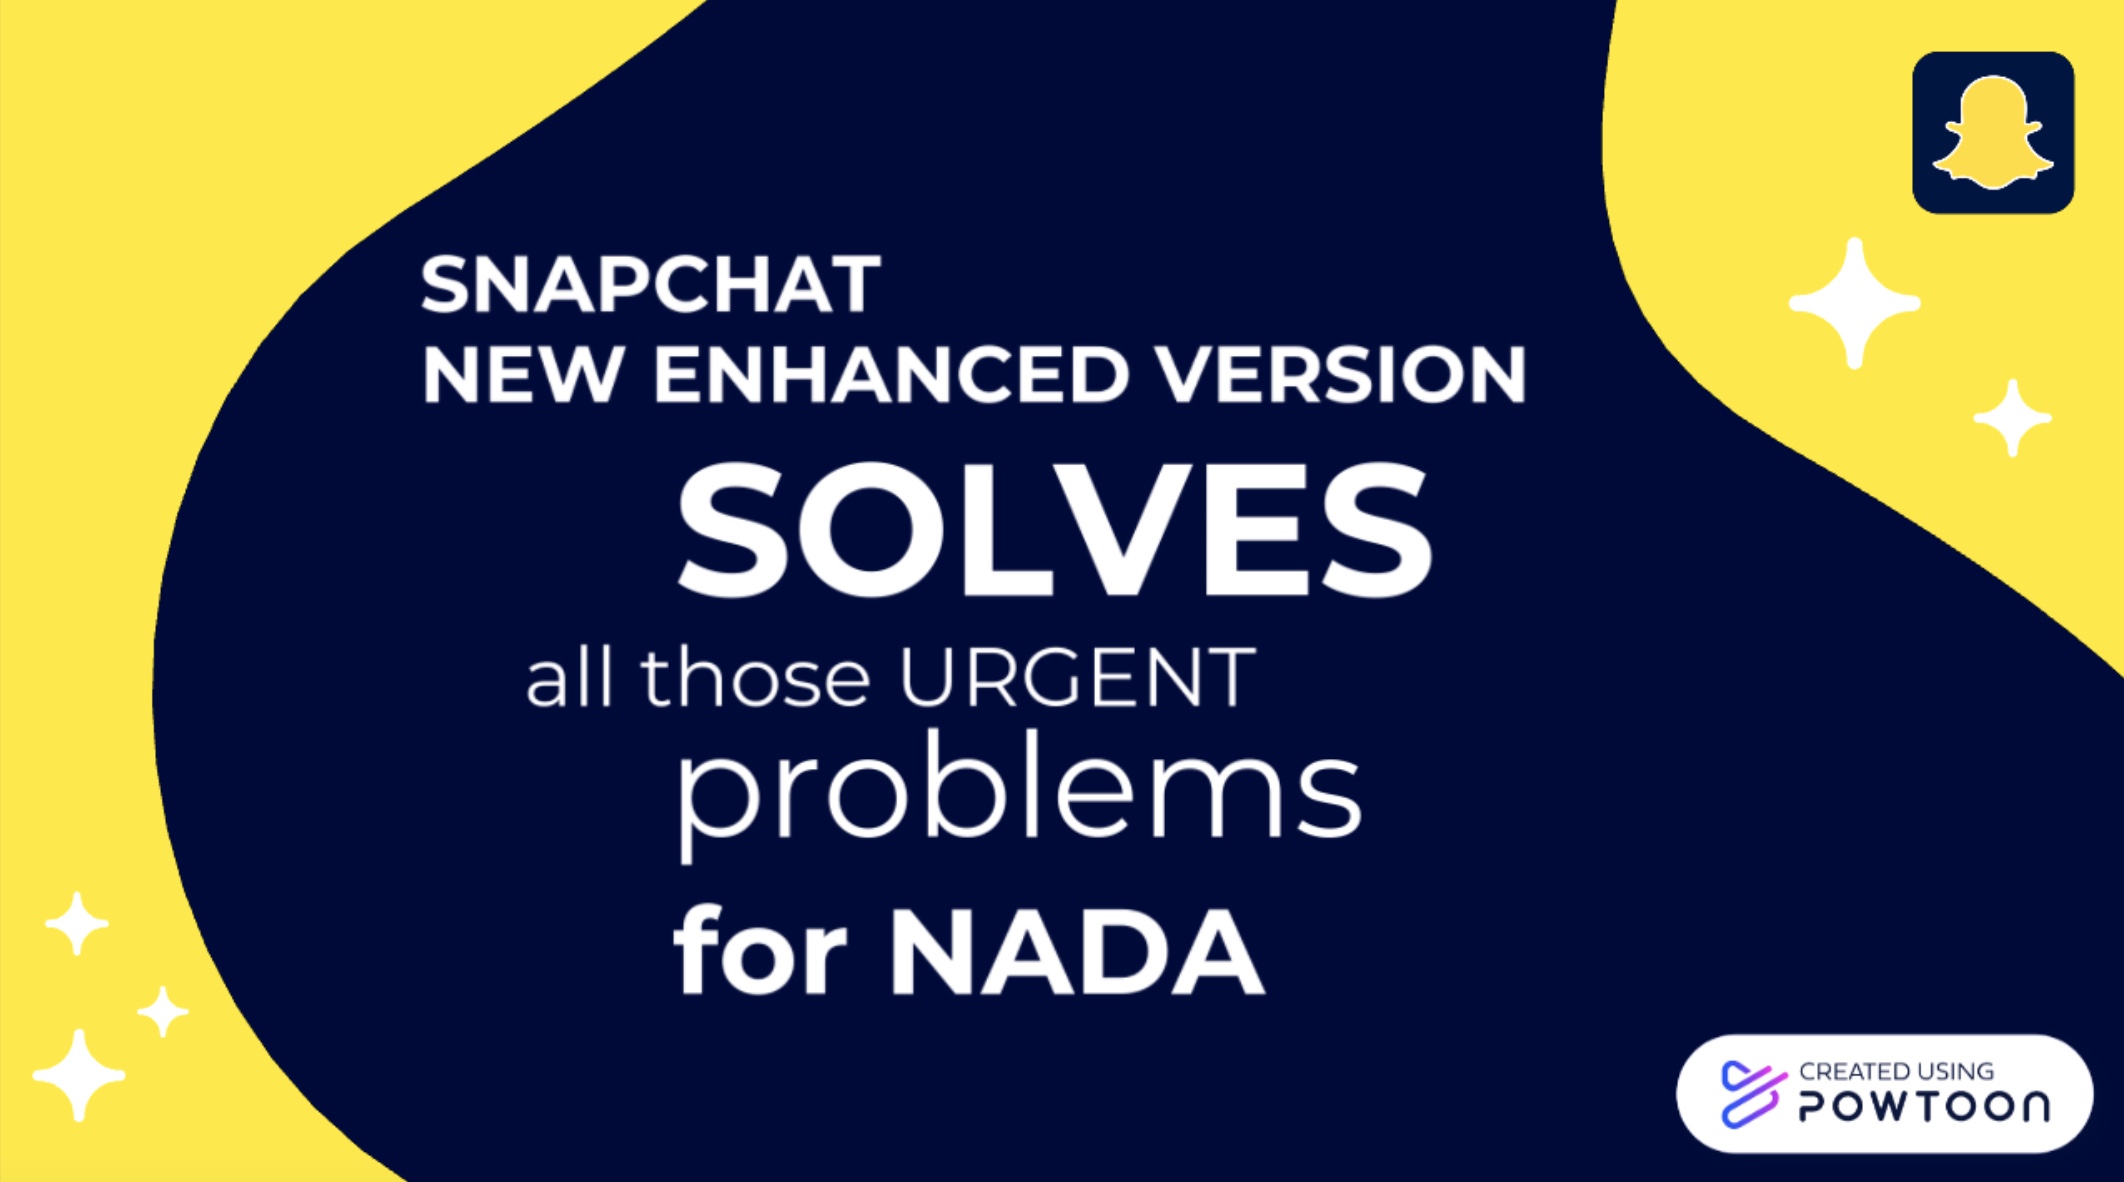 SNAPCHAT
NEW ENHANCED VERSION
SOLVES
all those URGENT
problems
for NADA
CREATED USING
POWTOON